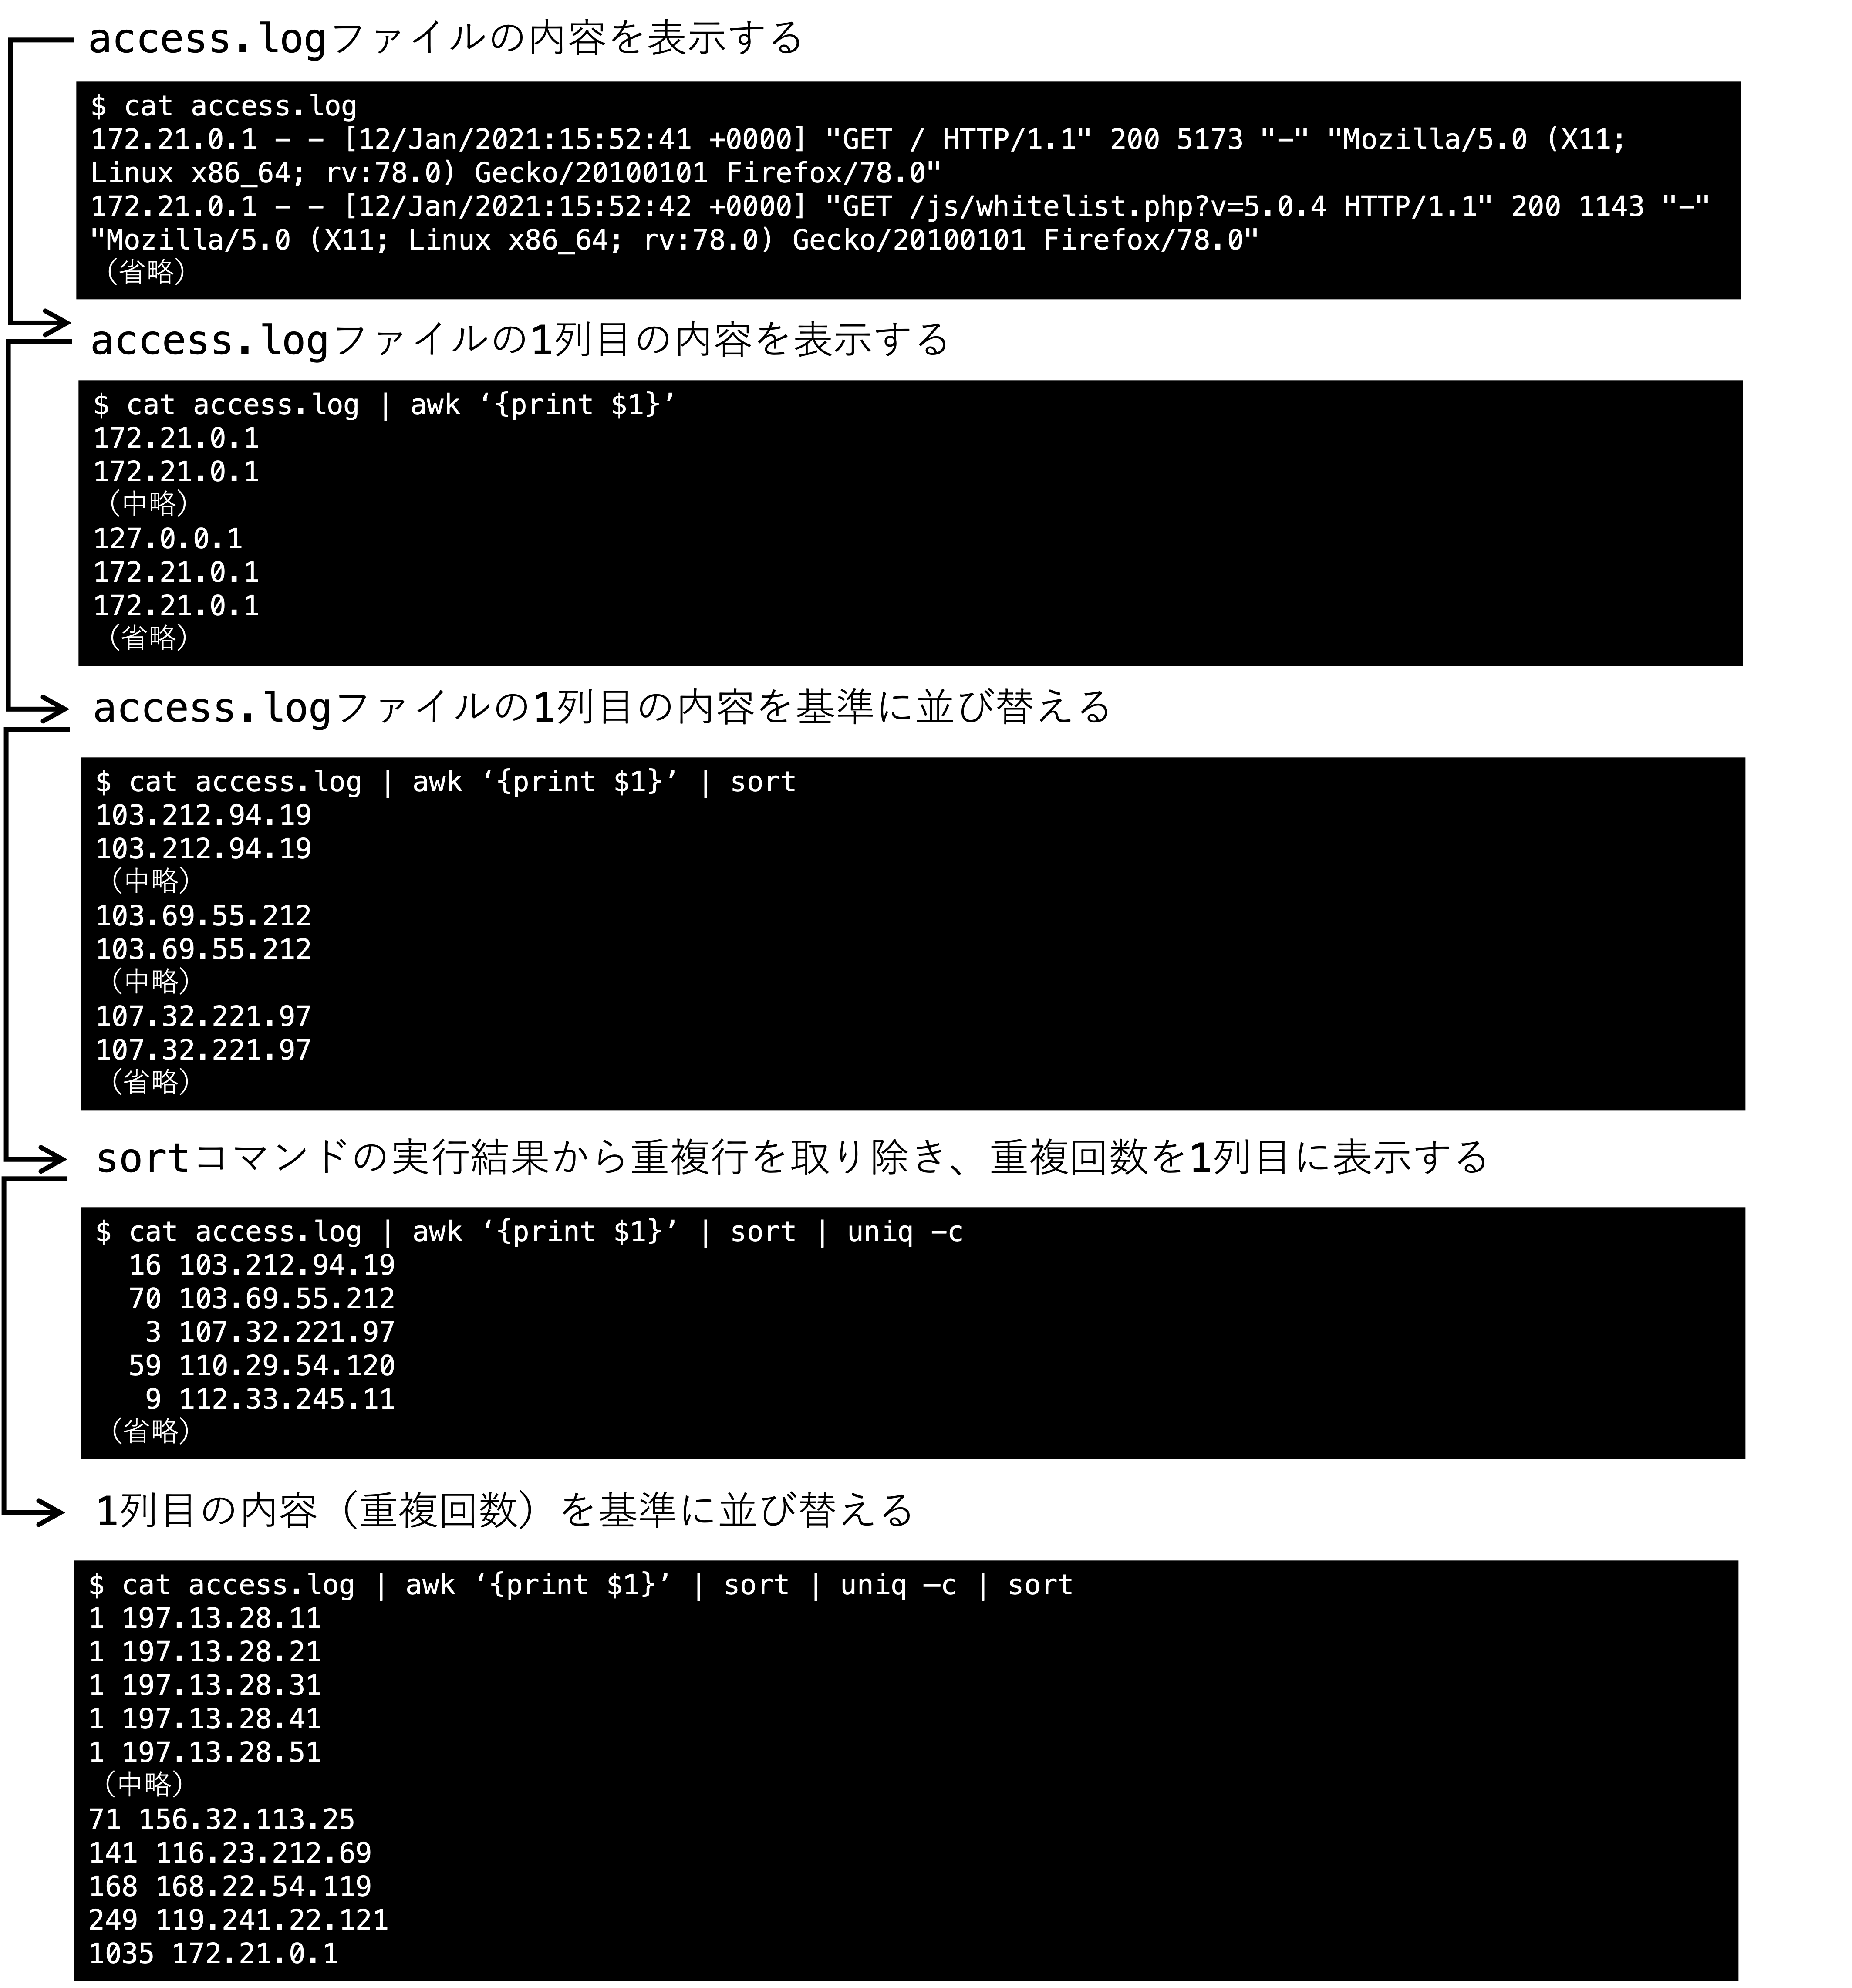 access.logファイルの内容を表示する
$ cat access.log
172.21.0.1 - - [12/Jan/2021:15:52:41 +0000] "GET / HTTP/1.1" 200 5173 "-" "Mozilla/5.0 (X11;
Linux x86_64; rv:78.0) Gecko/20100101 Firefox/78.0"
172.21.0.1 - - [12/Jan/2021:15:52:42 +0000] "GET /js/whitelist.php?v=5.0.4 HTTP/1.1" 200 1143 "-"
"Mozilla/5.0 (X11; Linux x86_64; rv:78.0) Gecko/20100101 Firefox/78.0"
（省略）
access.logファイルの1列目の内容を表示する
$ cat access.log | awk ‘{print $1}’
172.21.0.1
172.21.0.1
（中略）
127.0.0.1
172.21.0.1
172.21.0.1
（省略）
access.logファイルの1列目の内容を基準に並び替える
$ cat access.log | awk ‘{print $1}’ | sort
103.212.94.19
103.212.94.19
（中略）
103.69.55.212
103.69.55.212
（中略）
107.32.221.97
107.32.221.97
（省略）
sortコマンドの実行結果から重複行を取り除き、重複回数を1列目に表示する
$ cat access.log | awk ‘{print $1}’ | sort | uniq -c
16 103.212.94.19
70 103.69.55.212
3 107.32.221.97
59 110.29.54.120
9 112.33.245.11
（省略）
1列目の内容（重複回数）を基準に並び替える
$ cat access.log | awk ‘{print $1}’ | sort | uniq -c | sort
1 197.13.28.11
1 197.13.28.21
1 197.13.28.31
1 197.13.28.41
1 197.13.28.51
（中略）
71 156.32.113.25
141 116.23.212.69
168 168.22.54.119
249 119.241.22.121
1035 172.21.0.1